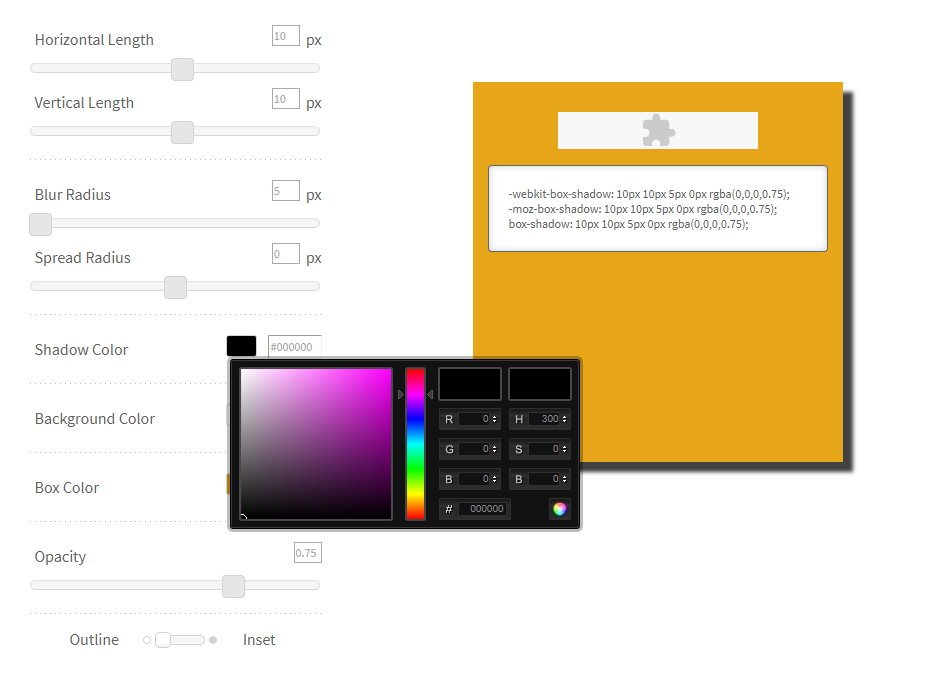 Horizontal Length 10 px
Vertical Length 10 px
Blur Radius 5 px
Spread Radius 0 px
Shadow Color #000000
Background Color
Box Color
R 0 H 300
G 0 S 0
B 0 B 0
# 000000
Opacity 0.75
Outline Inset
-webkit-box-shadow: 10px 10px 5px 0px rgba(0,0,0,0.75);
-moz-box-shadow: 10px 10px 5px 0px rgba(0,0,0,0.75);
box-shadow: 10px 10px 5px 0px rgba(0,0,0,0.75);